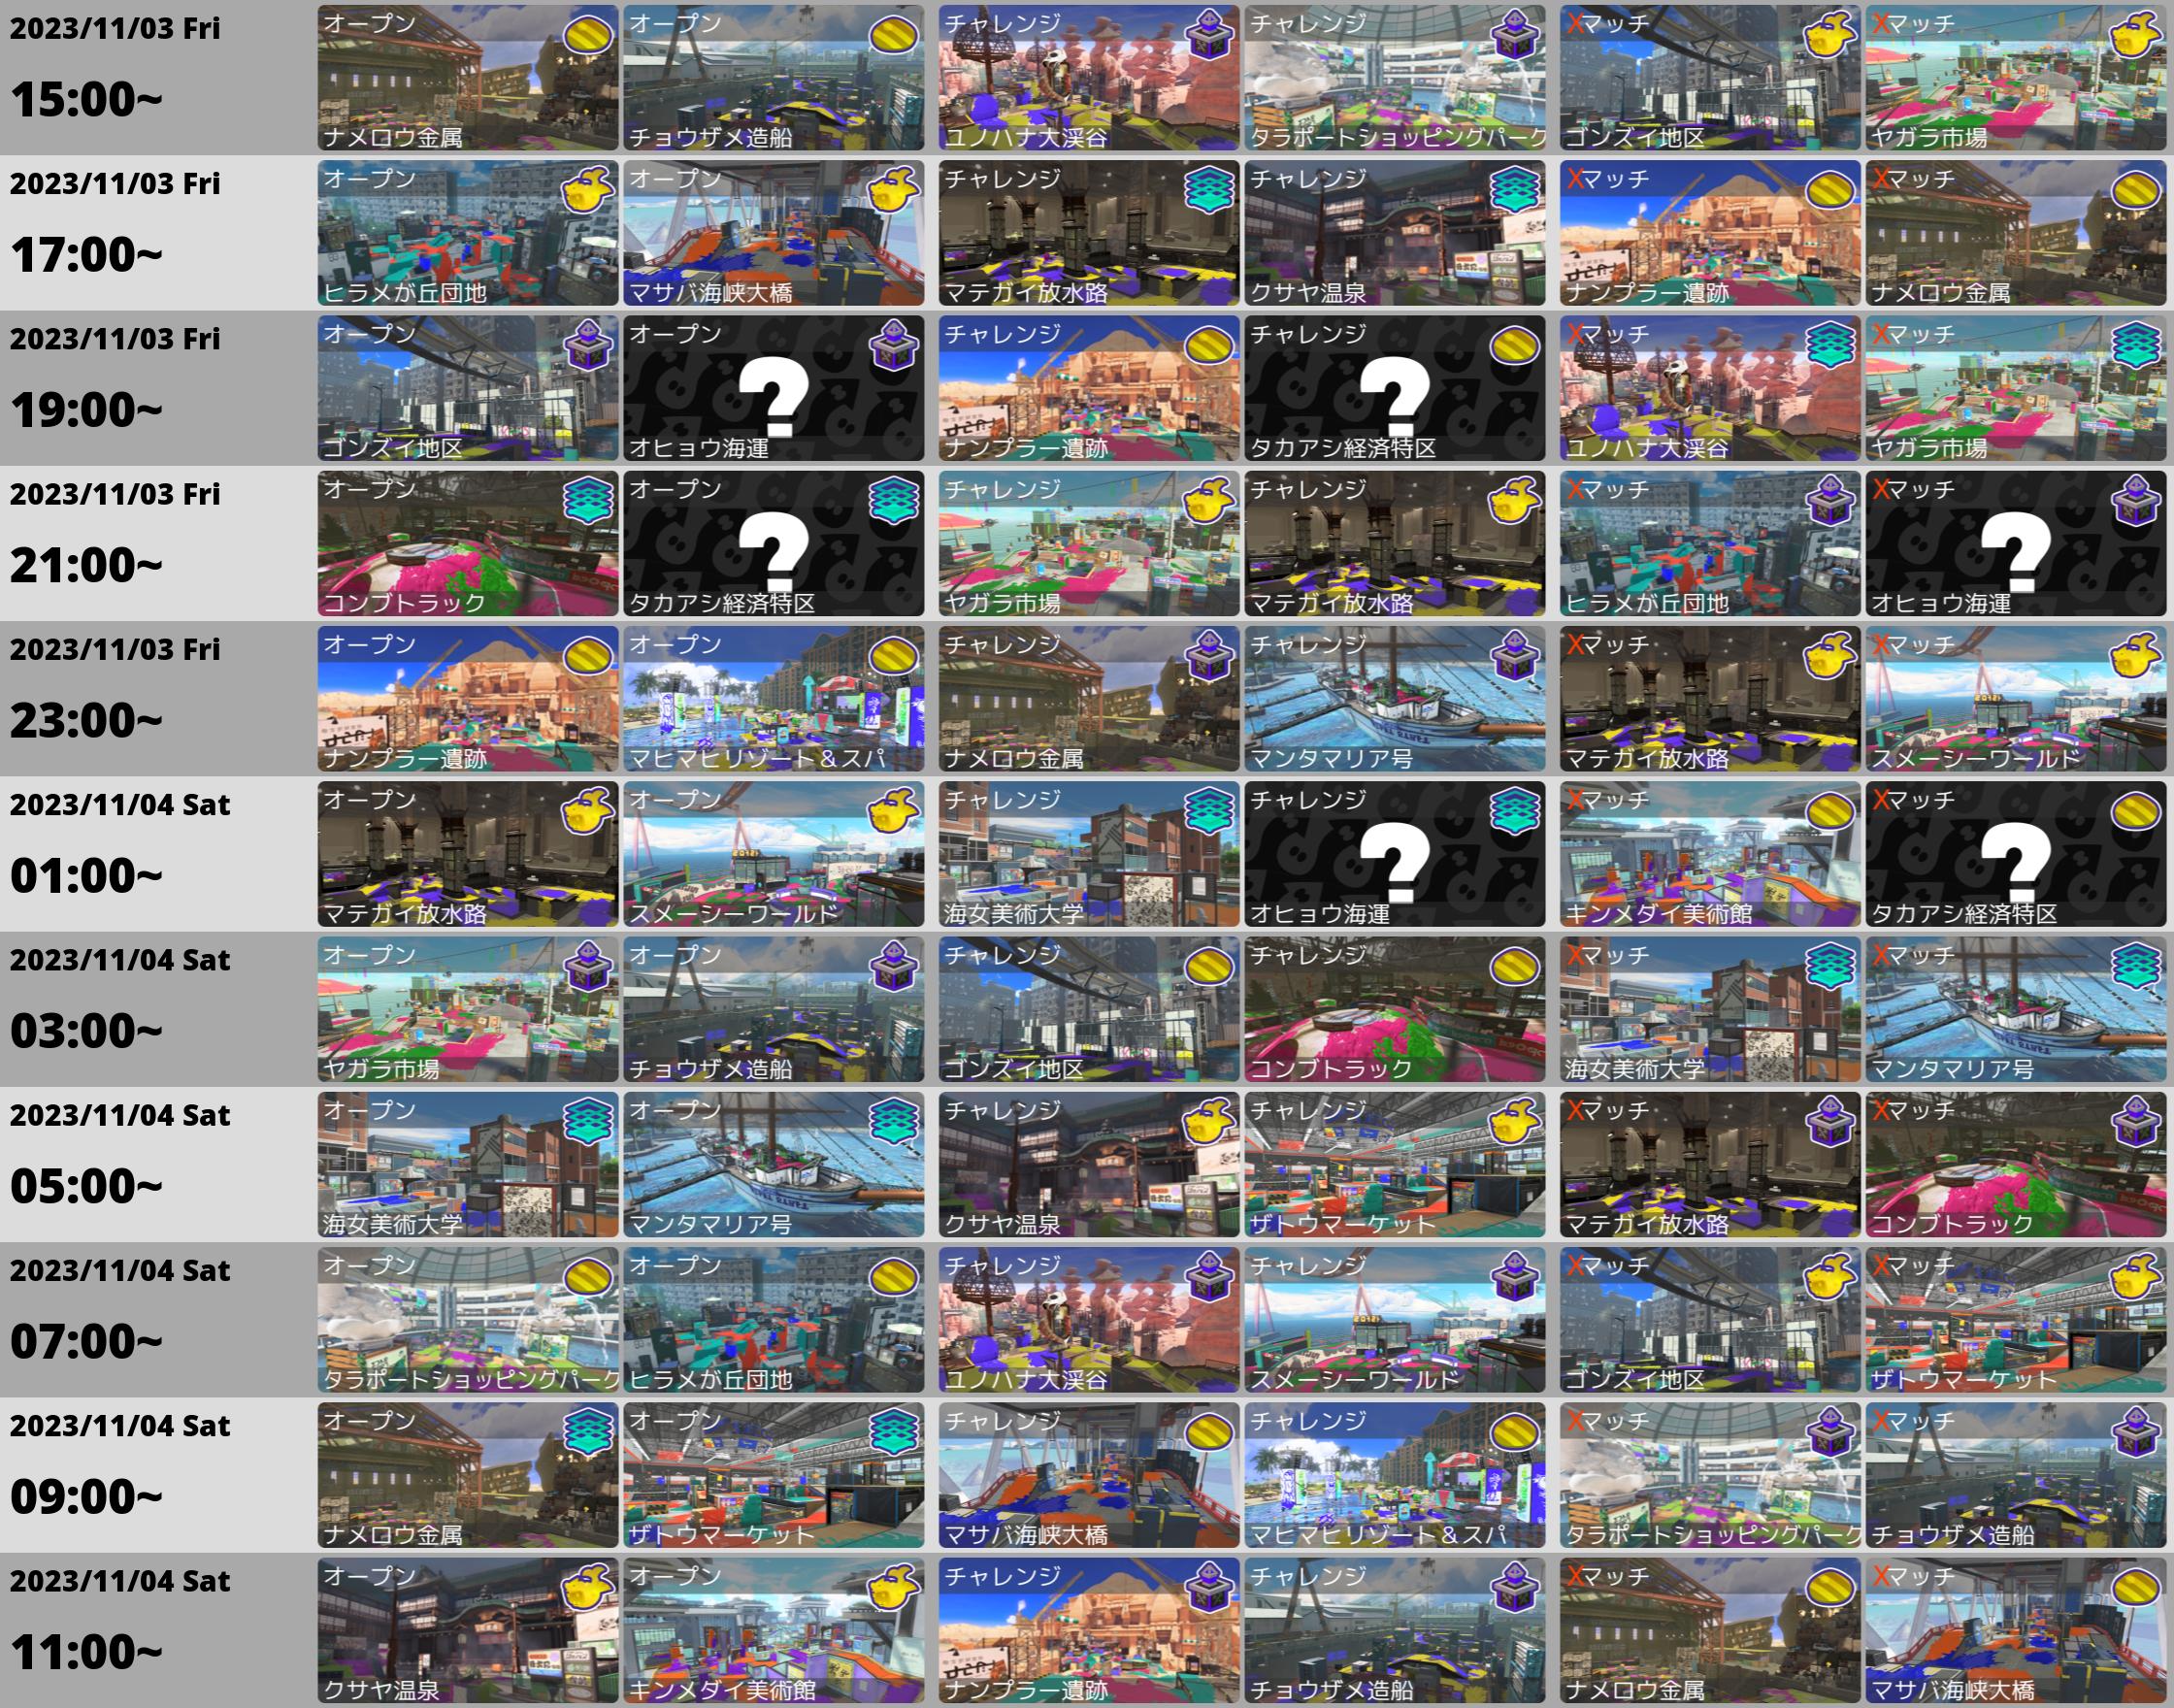 2023/11/03 Fri
15:00~
オープン オープン チャレンジ チャレンジ Xマッチ Xマッチ
ナメロウ金属 チョウザメ造船 ユノハナ大渓谷 タラポートショッピングパーク ゴンズイ地区 ヤガラ市場
2023/11/03 Fri
17:00~
オープン オープン チャレンジ チャレンジ Xマッチ Xマッチ
ヒラメが丘団地 マサバ海峡大橋 マテガイ放水路 クサヤ温泉 ナンプラー遺跡 ナメロウ金属
2023/11/03 Fri
19:00~
オープン オープン チャレンジ チャレンジ Xマッチ Xマッチ
? ?
ゴンズイ地区 オヒョウ海運 ナンプラー遺跡 タカアシ経済特区 ユノハナ大渓谷 ヤガラ市場
2023/11/03 Fri
21:00~
オープン オープン チャレンジ チャレンジ Xマッチ Xマッチ
? ?
コンブトラック タカアシ経済特区 ヤガラ市場 マテガイ放水路 ヒラメが丘団地 オヒョウ海運
2023/11/03 Fri
23:00~
オープン オープン チャレンジ チャレンジ Xマッチ Xマッチ
ナンプラー遺跡 マヒマヒリゾート＆スパ ナメロウ金属 マンタマリア号 マテガイ放水路 スメーシーワールド
2023/11/04 Sat
01:00~
オープン オープン チャレンジ チャレンジ Xマッチ Xマッチ
? ?
マテガイ放水路 スメーシーワールド 海女美術大学 オヒョウ海運 キンメダイ美術館 タカアシ経済特区
2023/11/04 Sat
03:00~
オープン オープン チャレンジ チャレンジ Xマッチ Xマッチ
ヤガラ市場 チョウザメ造船 ゴンズイ地区 コンブトラック 海女美術大学 マンタマリア号
2023/11/04 Sat
05:00~
オープン オープン チャレンジ チャレンジ Xマッチ Xマッチ
海女美術大学 マンタマリア号 クサヤ温泉 ザトウマーケット マテガイ放水路 コンブトラック
2023/11/04 Sat
07:00~
オープン オープン チャレンジ チャレンジ Xマッチ Xマッチ
タラポートショッピングパーク ヒラメが丘団地 ユノハナ大渓谷 スメーシーワールド ゴンズイ地区 ザトウマーケット
2023/11/04 Sat
09:00~
オープン オープン チャレンジ チャレンジ Xマッチ Xマッチ
ナメロウ金属 ザトウマーケット マサバ海峡大橋 マヒマヒリゾート＆スパ タラポートショッピングパーク チョウザメ造船
2023/11/04 Sat
11:00~
オープン オープン チャレンジ チャレンジ Xマッチ Xマッチ
クサヤ温泉 キンメダイ美術館 ナンプラー遺跡 チョウザメ造船 ナメロウ金属 マサバ海峡大橋